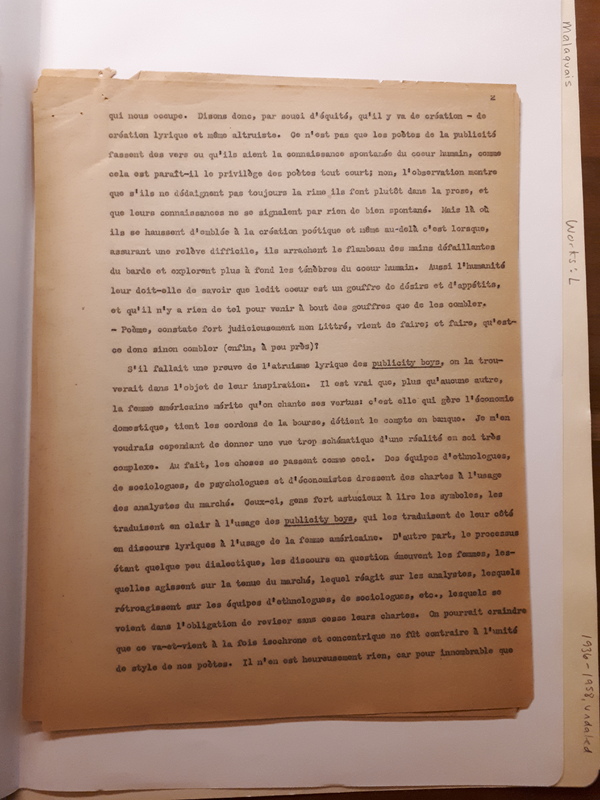 Malaquais
Works: L
1936-1958, undated
2
qui nous occupe. Disons donc, par souci d'équité, qu'il y va de création - de
création lyrique et même altruiste. Ce n'est pas que les poètes de la publicité
fassent des vers ou qu'ils aient la connaissance spontanée du coeur humain, comme
cela est paraît-il le privilège des poètes tout court; non, l'observation montre
que s'ils ne dédaignent pas toujours la rime ils font plutôt dans la prose, et
que leurs connaissances ne se signalent par rien de bien spontané. Mais là où
ils se haussent d'emblée à la création poétique et même au-delà c'est lorsque,
assurant une relève difficile, ils arrachent le flambeau des mains défaillantes
du barde et explorent plus à fond les ténèbres du coeur humain. Aussi l'humanité
leur doit-elle de savoir que ledit coeur est un gouffre de désirs et d'appétits,
et qu'il n'y a rien de tel pour venir à bout des gouffres que de les combler.
- Poème, constate fort judicieusement mon Littré, vient de faire; et faire, qu'est-
ce donc sinon combler (enfin, à peu près)?
S'il fallait une preuve de l'atruisme lyrique des publicity boys, on la trou-
verait dans l'objet de leur inspiration. Il est vrai que, plus qu'aucune autre,
la femme américaine mérite qu'on chante ses vertus: c'est elle qui gère l'économie
domestique, tient les cordons de la bourse, détient le compte en banque. Je m'en
voudrais cependant de donner une vue trop schématique d'une réalité en soi très
complexe. Au fait, les choses se passent comme ceci. Des équipes d'ethnologues,
de sociologues, de psychologues et d'économistes dressent des chartes à l'usage
des analystes du marché. Ceux-ci, gens fort astucieux à lire les symboles, les
traduisent en clair à l'usage des publicity boys, qui les traduisent de leur côté
en discours lyriques à l'usage de la femme américaine. D'autre part, le processus
étant quelque peu dialectique, les discours en question émeuvent les femmes, les-
quelles agissent sur la tenue du marché, lequel réagit sur les analystes, lesquels
rétroagissent sur les équipes d'ethnologues, de sociologues, etc., lesquels se
voient dans l'obligation de reviser sans cesse leurs chartes. On pourrait craindre
que ce va-et-vient à la fois isochrone et concentrique ne fût contraire à l'unité
de style de nos poètes. Il n'en est heureusement rien, car pour innombrable que